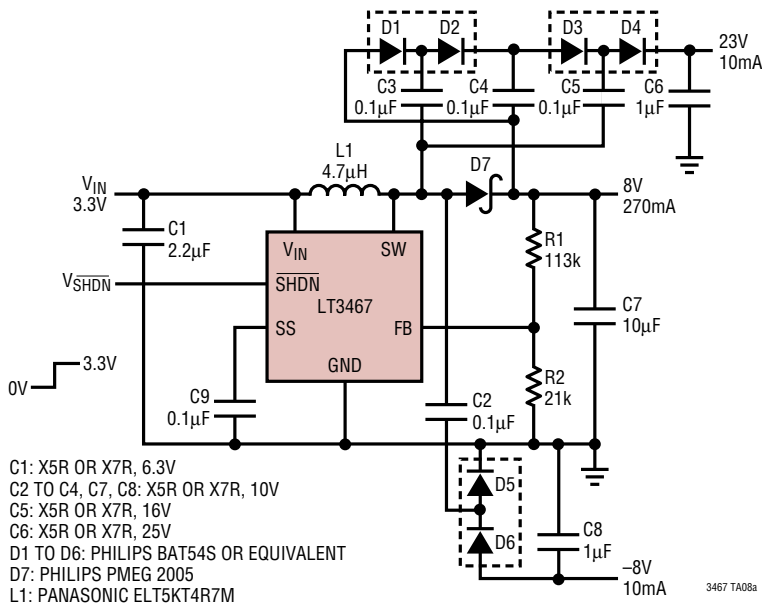 D1 D2 D3 D4
23V
10mA
C3
0.1µF
C4
0.1µF
C5
0.1µF
C6
1µF
L1
4.7µH
D7
VIN
3.3V
8V
270mA
C1
2.2µF
VIN
SW
R1
113k
VSHDN
SHDN
LT3467
C7
10µF
SS
FB
GND
3.3V
0V
R2
21k
C9
0.1µF
C2
0.1µF
C1: X5R OR X7R, 6.3V
C2 TO C4, C7, C8: X5R OR X7R, 10V
C5: X5R OR X7R, 16V
C6: X5R OR X7R, 25V
D1 TO D6: PHILIPS BAT54S OR EQUIVALENT
D7: PHILIPS PMEG 2005
L1: PANASONIC ELT5KT4R7M
D5
D6
C8
1µF
–8V
10mA
3467 TA08a